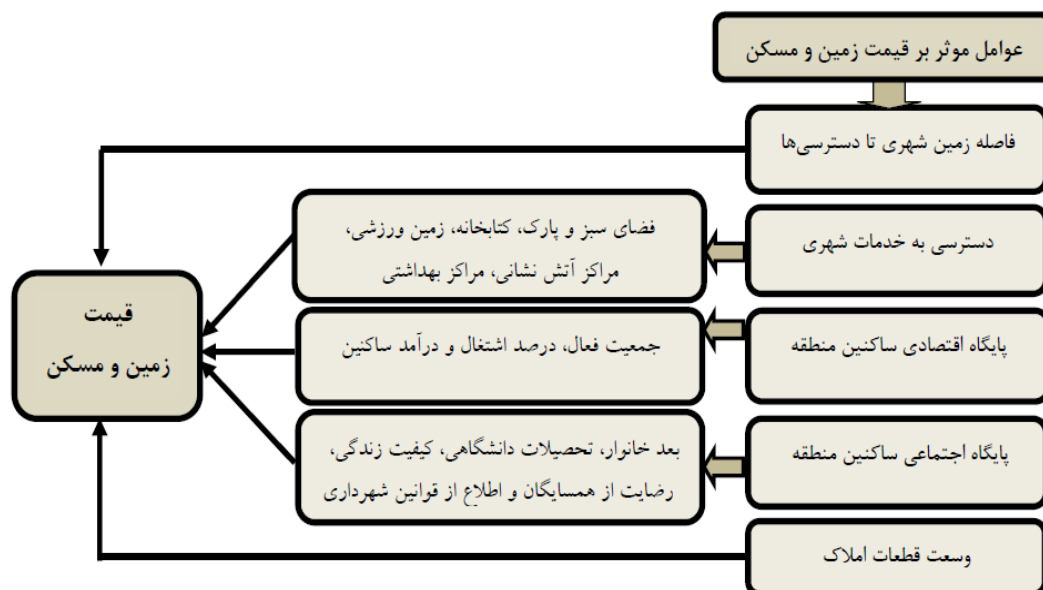 عوامل موثر بر قیمت زمین و مسکن
فاصله زمین شهری تا دسترسی‌ها
دسترسی به خدمات شهری
فضای سبز و پارک، کتابخانه، زمین ورزشی،
مراکز آتش نشانی، مراکز بهداشتی
پایگاه اقتصادی ساکنین منطقه
جمعیت فعال، درصد اشتغال و درآمد ساکنین
پایگاه اجتماعی ساکنین منطقه
بعد خانوار، تحصیلات دانشگاهی، کیفیت زندگی،
رضایت از همسایگان و اطلاع از قوانین شهرداری
وسعت قطعات املاک
قیمت
زمین و مسکن